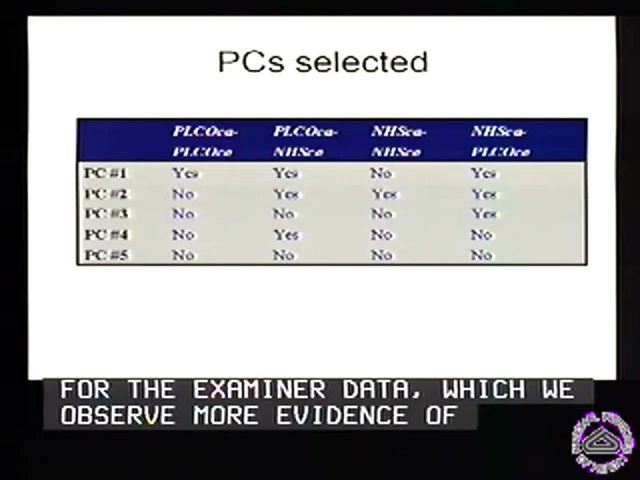 PCs selected
PLCOca- PLCOca- NHSca- NHSca-
PLCOco NHSco NHSco PLCOco
PC #1 Yes Yes No Yes
PC #2 No Yes Yes Yes
PC #3 No No No Yes
PC #4 No Yes No No
PC #5 No No No No
FOR THE EXAMINER DATA, WHICH WE
OBSERVE MORE EVIDENCE OF